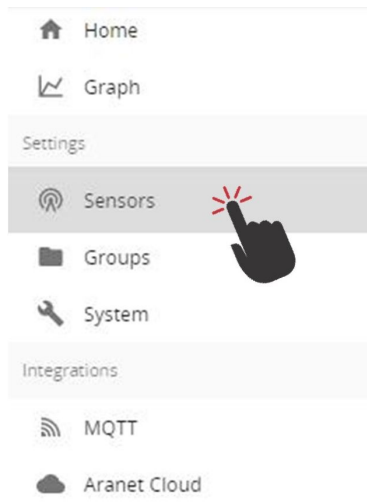 Home
Graph
Settings
Sensors
Groups
System
Integrations
MQTT
Aranet Cloud